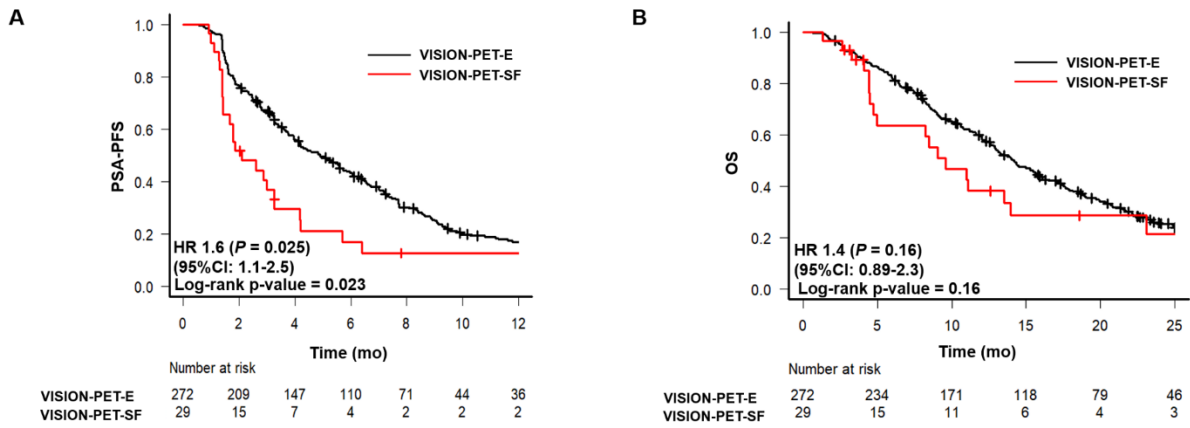 A
PSA-PFS
1.0
0.8
0.6
0.4
0.2
0.0
VISION-PET-E
VISION-PET-SF
HR 1.6 (P = 0.025)
(95%CI: 1.1-2.5)
Log-rank p-value = 0.023
0 2 4 6 8 10 12
Time (mo)
Number at risk
VISION-PET-E 272 209 147 110 71 44 36
VISION-PET-SF 29 15 7 4 2 2 2
B
OS
1.0
0.8
0.6
0.4
0.2
0.0
VISION-PET-E
VISION-PET-SF
HR 1.4 (P = 0.16)
(95%CI: 0.89-2.3)
Log-rank p-value = 0.16
0 5 10 15 20 25
Time (mo)
Number at risk
VISION-PET-E 272 234 171 118 79 46
VISION-PET-SF 29 15 11 6 4 3